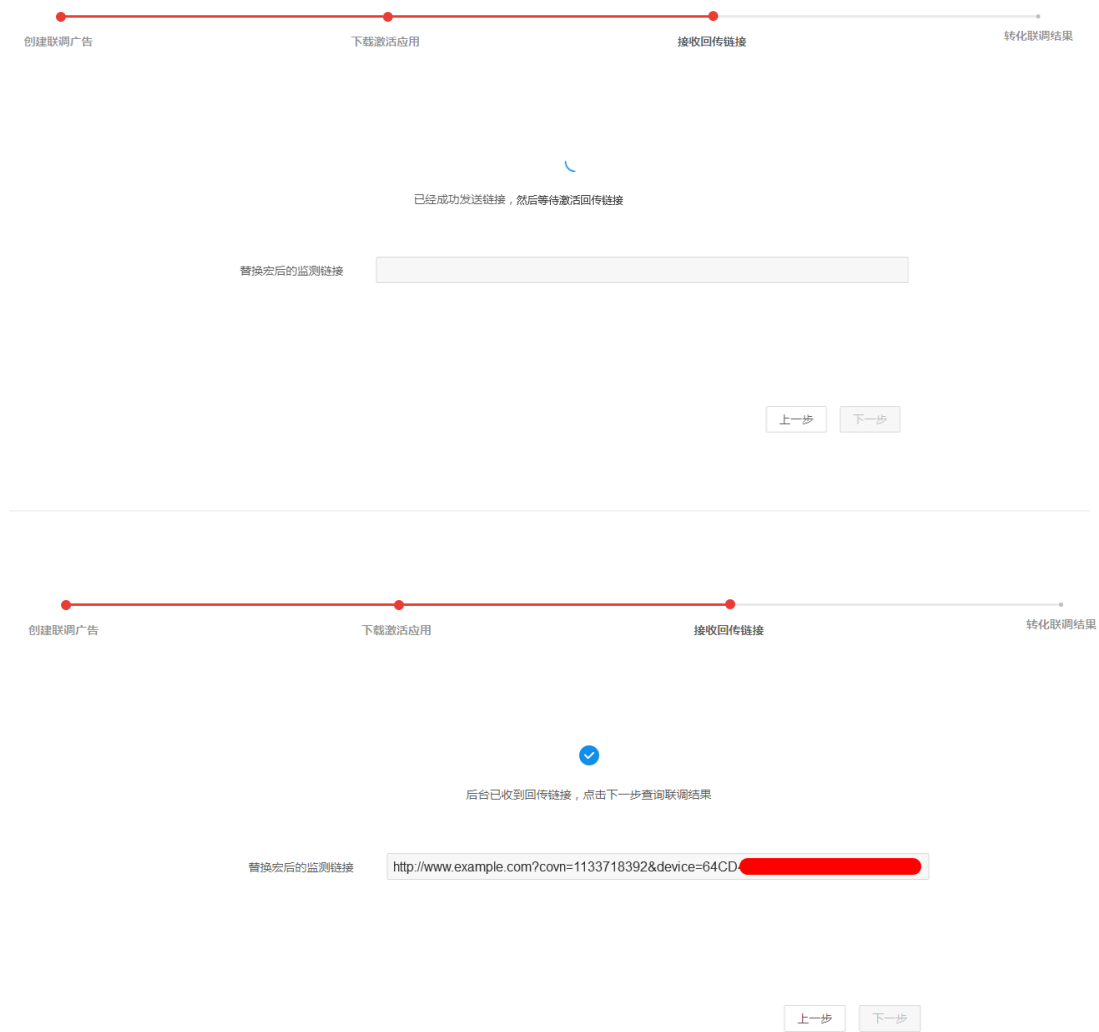 创建联调广告
下载激活应用
接收回传链接
转化联调结果
已经成功发送链接，然后等待激活回传链接
替换宏后的监测链接
上一步
下一步
创建联调广告
下载激活应用
接收回传链接
转化联调结果
后台已收到回传链接，点击下一步查询联调结果
替换宏后的监测链接
http://www.example.com?covn=1133718392&device=64CD
上一步
下一步